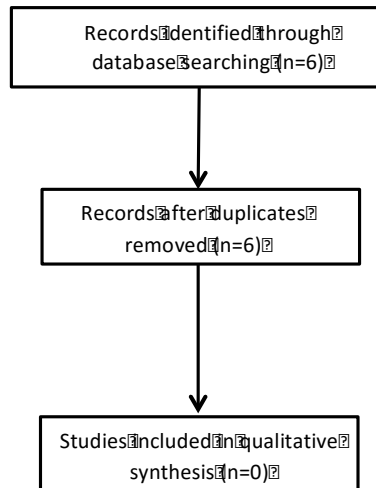 Records identified through
database searching (n=6)
Records after duplicates
removed (n=6)
Studies included in qualitative
synthesis (n=0)